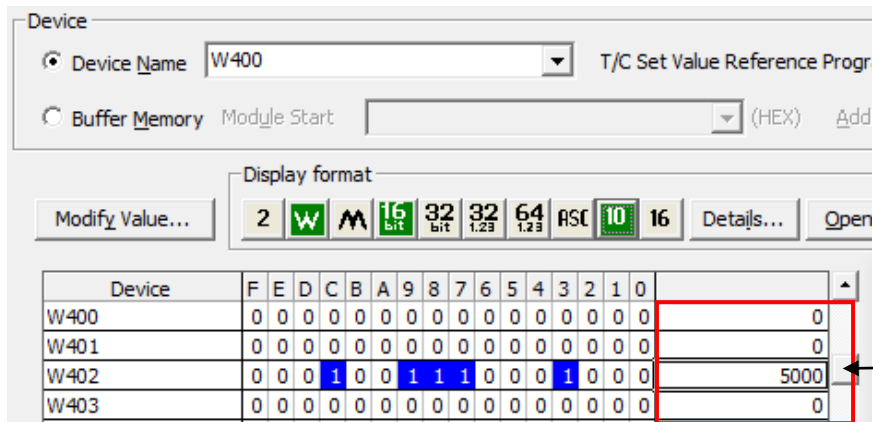 Device
Device Name W400 T/C Set Value Reference Progr
Buffer Memory Module Start (HEX) Add
Display format
Modify Value... 2 W M 16 bit 32 bit 32 1.23 64 1.23 ASC 10 16 Details... Open
Device F E D C B A 9 8 7 6 5 4 3 2 1 0
W400 0 0 0 0 0 0 0 0 0 0 0 0 0 0 0 0 0
W401 0 0 0 0 0 0 0 0 0 0 0 0 0 0 0 0 0
W402 0 0 0 1 0 0 1 1 1 0 0 0 1 0 0 0 5000
W403 0 0 0 0 0 0 0 0 0 0 0 0 0 0 0 0 0